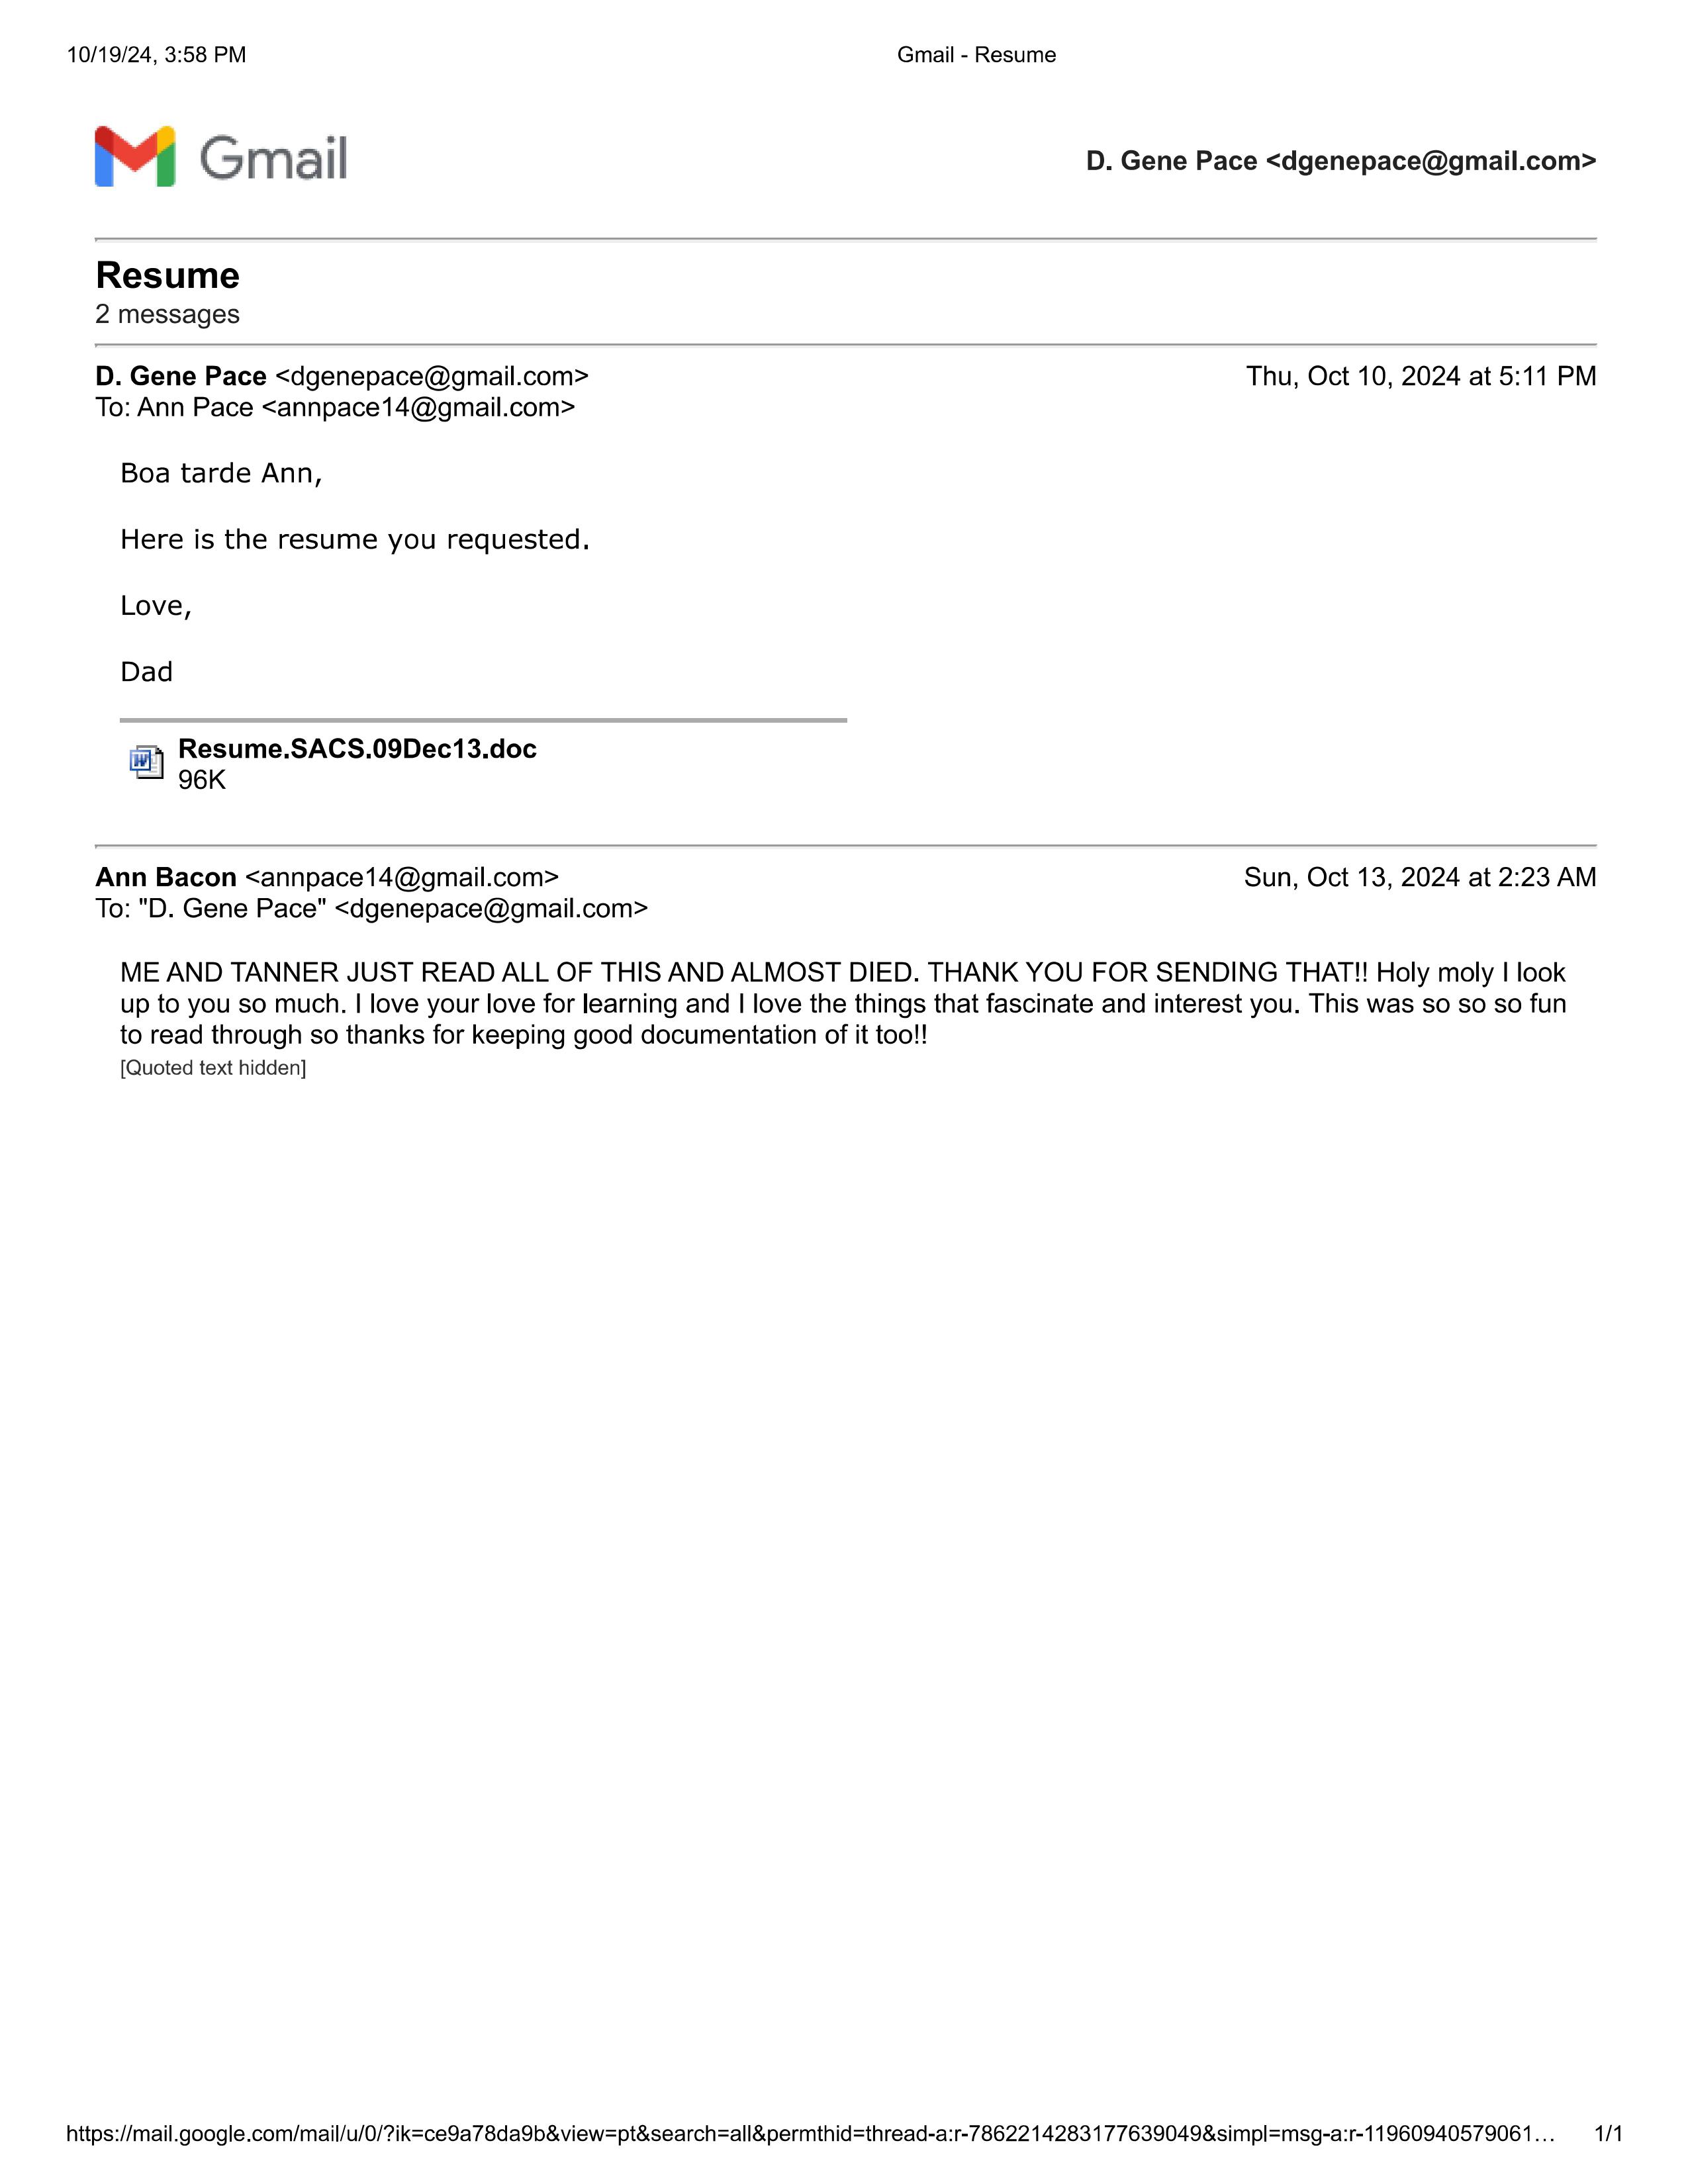 10/19/24, 3:58 PM
Gmail - Resume
Gmail
D. Gene Pace <dgenepace@gmail.com>
Resume
2 messages
D. Gene Pace <dgenepace@gmail.com>
Thu, Oct 10, 2024 at 5:11 PM
To: Ann Pace <annpace14@gmail.com>
Boa tarde Ann,
Here is the resume you requested.
Love,
Dad
Resume.SACS.09Dec13.doc
96K
Ann Bacon <annpace14@gmail.com>
Sun, Oct 13, 2024 at 2:23 AM
To: "D. Gene Pace" <dgenepace@gmail.com>
ME AND TANNER JUST READ ALL OF THIS AND ALMOST DIED. THANK YOU FOR SENDING THAT!! Holy moly I look
up to you so much. I love your love for learning and I love the things that fascinate and interest you. This was so so so fun
to read through so thanks for keeping good documentation of it too!!
[Quoted text hidden]
https://mail.google.com/mail/u/0/?ik=ce9a78da9b&view=pt&search=all&permthid=thread-a:r-7862214283177639049&simpl=msg-a:r-11960940579061…
1/1